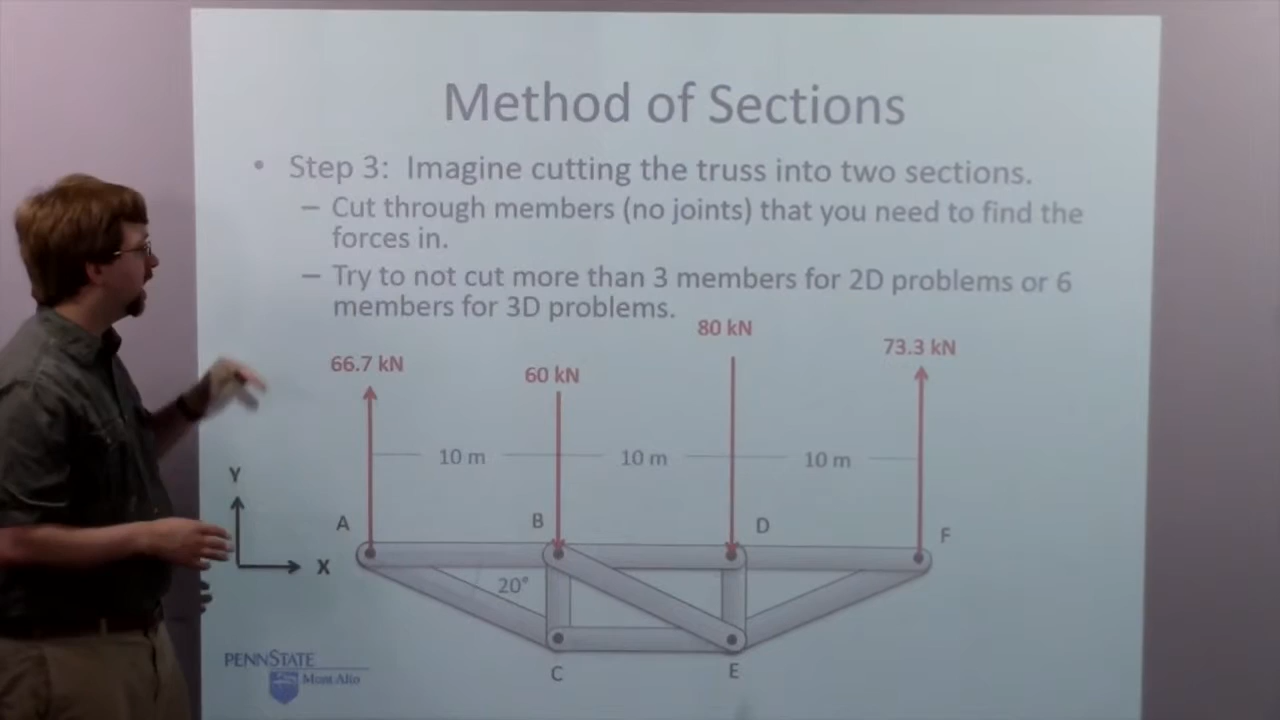 Method of Sections
• Step 3: Imagine cutting the truss into two sections.
– Cut through members (no joints) that you need to find the
forces in.
– Try to not cut more than 3 members for 2D problems or 6
members for 3D problems.
80 kN
73.3 kN
66.7 kN
60 kN
10 m
10 m
10 m
Y
A
B
D
F
X
20°
PENNSTATE
Mont Alto
C
E